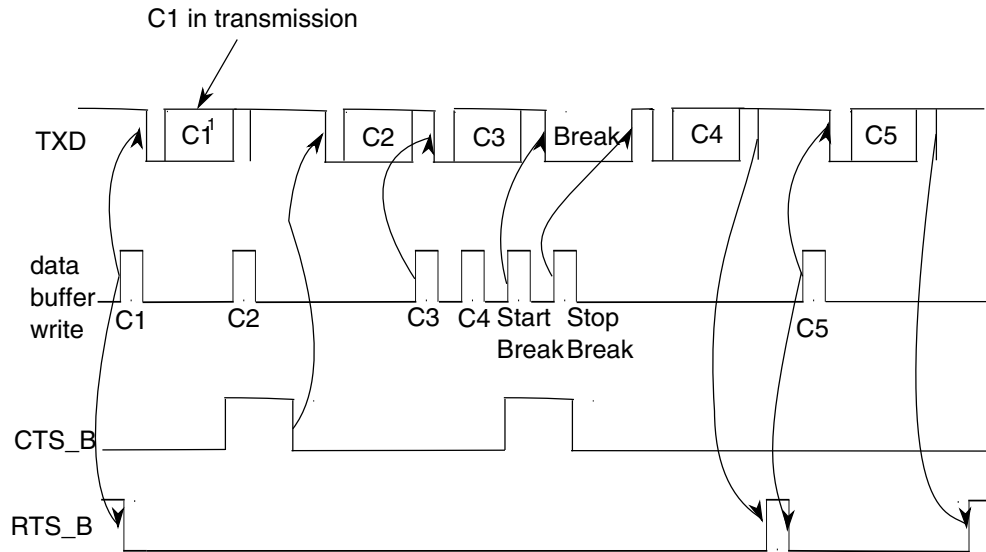 C1 in transmission
TXD
C1¹
C2
C3
Break
C4
C5
data
buffer
write
C1
C2
C3
C4
Start
Break
Stop
Break
C5
CTS_B
RTS_B